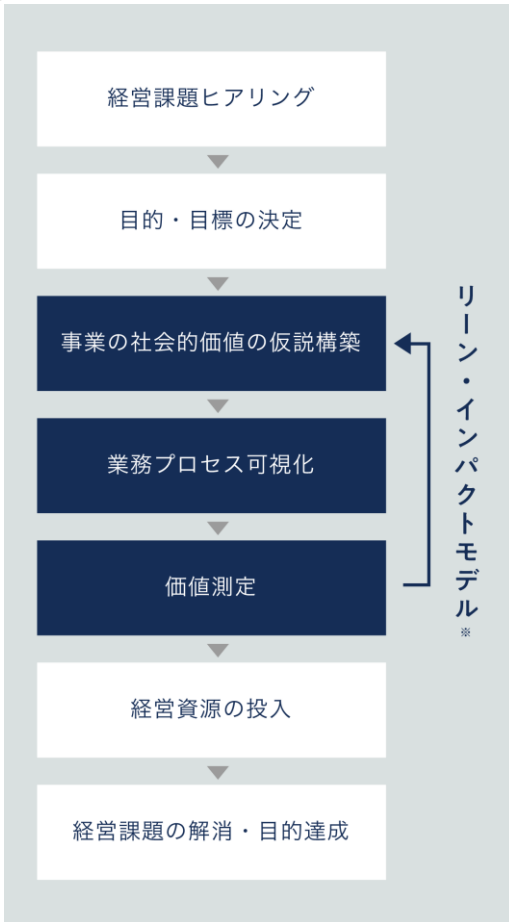 経営課題ヒアリング
目的・目標の決定
事業の社会的価値の仮説構築
業務プロセス可視化
価値測定
経営資源の投入
経営課題の解消・目的達成
リーン・インパクトモデル※